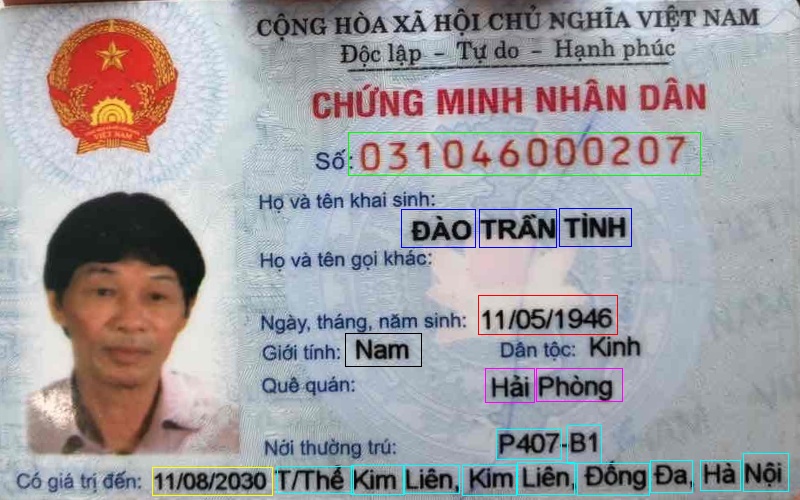 CỘNG HÒA XÃ HỘI CHỦ NGHĨA VIỆT NAM
Độc lập - Tự do - Hạnh phúc
CHỨNG MINH NHÂN DÂN
Số: 031046000207
Họ và tên khai sinh:
ĐÀO TRẦN TÌNH
Họ và tên gọi khác:
Ngày, tháng, năm sinh: 11/05/1946
Giới tính: Nam Dân tộc: Kinh
Quê quán: Hải Phòng
Nơi thường trú: P407-B1
Có giá trị đến: 11/08/2030 T/Thể Kim Liên, Kim Liên, Đống Đa, Hà Nội
VIỆT NAM